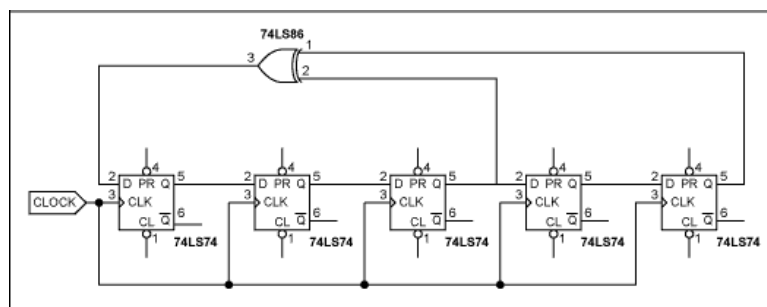 74LS86
3 1
2
4 4 4 4 4
2 D PR Q 5 2 D PR Q 5 2 D PR Q 5 2 D PR Q 5 2 D PR Q 5
CLOCK 3 CLK 3 CLK 3 CLK 3 CLK 3 CLK
CL Q 6 CL Q 6 CL Q 6 CL Q 6 CL Q 6
1 74LS74 1 74LS74 1 74LS74 1 74LS74 1 74LS74